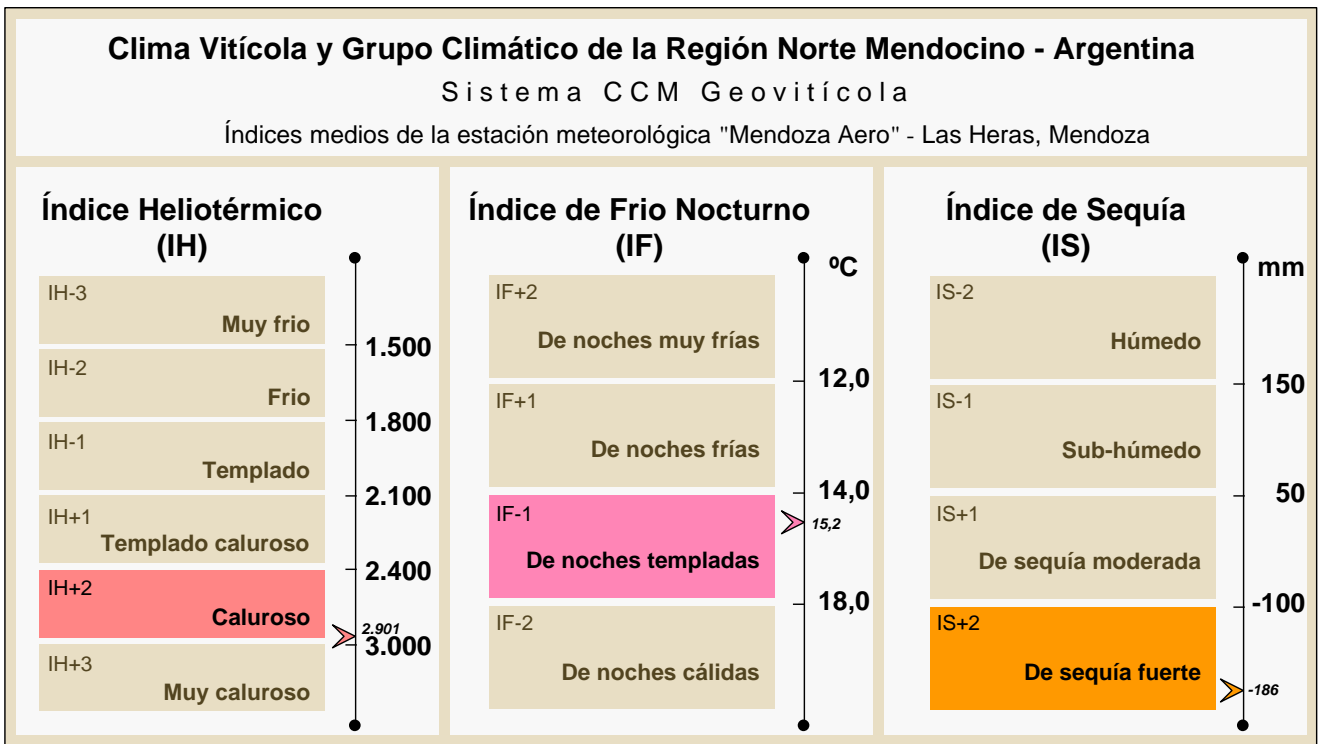 Clima Vitícola y Grupo Climático de la Región Norte Mendocino - Argentina
Sistema CCM Geovitícola
Índices medios de la estación meteorológica "Mendoza Aero" - Las Heras, Mendoza
Índice Heliotérmico
(IH)
IH-3
Muy frio
1.500
IH-2
Frio
1.800
IH-1
Templado
2.100
IH+1
Templado caluroso
2.400
IH+2
Caluroso
2.901
3.000
IH+3
Muy caluroso
Índice de Frio Nocturno
(IF)
ºC
IF+2
De noches muy frías
12,0
IF+1
De noches frías
14,0
IF-1
15,2
De noches templadas
18,0
IF-2
De noches cálidas
Índice de Sequía
(IS)
mm
IS-2
Húmedo
150
IS-1
Sub-húmedo
50
IS+1
De sequía moderada
-100
IS+2
De sequía fuerte
-186